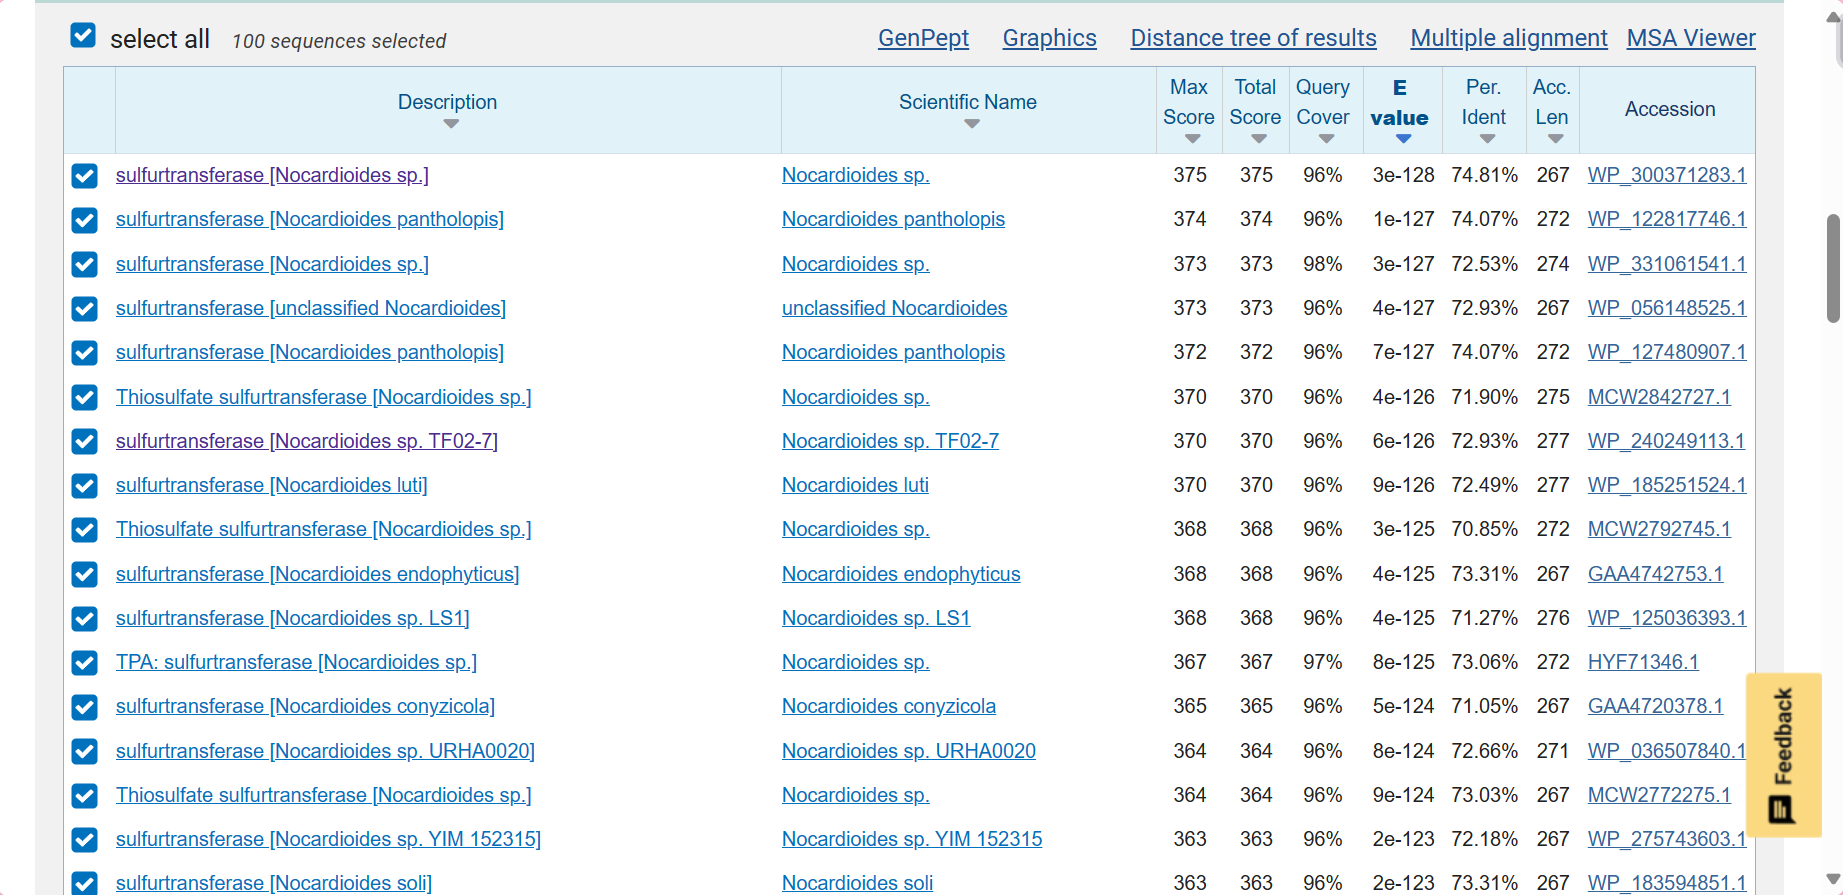 select all 100 sequences selected GenPept Graphics Distance tree of results Multiple alignment MSA Viewer
Description Scientific Name Max Score Total Score Query Cover E value Per. Ident Acc. Len Accession
sulfurtransferase [Nocardioides sp.] Nocardioides sp. 375 375 96% 3e-128 74.81% 267 WP_300371283.1
sulfurtransferase [Nocardioides pantholopis] Nocardioides pantholopis 374 374 96% 1e-127 74.07% 272 WP_122817746.1
sulfurtransferase [Nocardioides sp.] Nocardioides sp. 373 373 98% 3e-127 72.53% 274 WP_331061541.1
sulfurtransferase [unclassified Nocardioides] unclassified Nocardioides 373 373 96% 4e-127 72.93% 267 WP_056148525.1
sulfurtransferase [Nocardioides pantholopis] Nocardioides pantholopis 372 372 96% 7e-127 74.07% 272 WP_127480907.1
Thiosulfate sulfurtransferase [Nocardioides sp.] Nocardioides sp. 370 370 96% 4e-126 71.90% 275 MCW2842727.1
sulfurtransferase [Nocardioides sp. TF02-7] Nocardioides sp. TF02-7 370 370 96% 6e-126 72.93% 277 WP_240249113.1
sulfurtransferase [Nocardioides luti] Nocardioides luti 370 370 96% 9e-126 72.49% 277 WP_185251524.1
Thiosulfate sulfurtransferase [Nocardioides sp.] Nocardioides sp. 368 368 96% 3e-125 70.85% 272 MCW2792745.1
sulfurtransferase [Nocardioides endophyticus] Nocardioides endophyticus 368 368 96% 4e-125 73.31% 267 GAA4742753.1
sulfurtransferase [Nocardioides sp. LS1] Nocardioides sp. LS1 368 368 96% 4e-125 71.27% 276 WP_125036393.1
TPA: sulfurtransferase [Nocardioides sp.] Nocardioides sp. 367 367 97% 8e-125 73.06% 272 HYF71346.1
sulfurtransferase [Nocardioides conyzicola] Nocardioides conyzicola 365 365 96% 5e-124 71.05% 267 GAA4720378.1
sulfurtransferase [Nocardioides sp. URHA0020] Nocardioides sp. URHA0020 364 364 96% 8e-124 72.66% 271 WP_036507840.1
Thiosulfate sulfurtransferase [Nocardioides sp.] Nocardioides sp. 364 364 96% 9e-124 73.03% 267 MCW2772275.1
sulfurtransferase [Nocardioides sp. YIM 152315] Nocardioides sp. YIM 152315 363 363 96% 2e-123 72.18% 267 WP_275743603.1
sulfurtransferase [Nocardioides soli] Nocardioides soli 363 363 96% 2e-123 73.31% 267 WP_183594851.1
Feedback